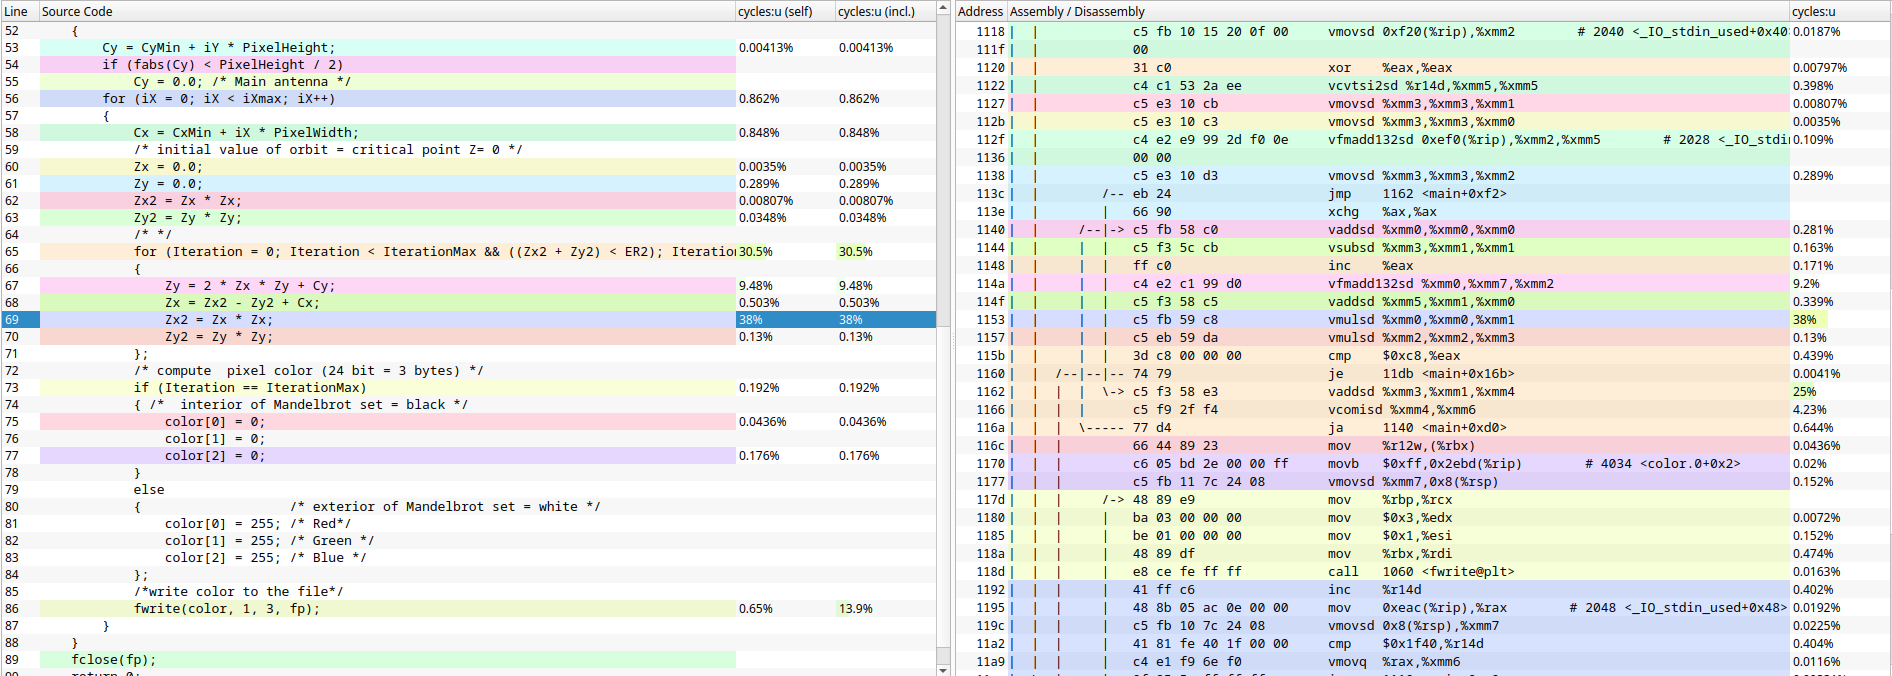 Line Source Code cycles:u (self) cycles:u (incl.)
52 {
53 Cy = CyMin + iY * PixelHeight; 0.00413% 0.00413%
54 if (fabs(Cy) < PixelHeight / 2)
55 Cy = 0.0; /* Main antenna */
56 for (iX = 0; iX < iXmax; iX++) 0.862% 0.862%
57 {
58 Cx = CxMin + iX * PixelWidth; 0.848% 0.848%
59 /* initial value of orbit = critical point Z= 0 */
60 Zx = 0.0; 0.0035% 0.0035%
61 Zy = 0.0; 0.289% 0.289%
62 Zx2 = Zx * Zx; 0.00807% 0.00807%
63 Zy2 = Zy * Zy; 0.0348% 0.0348%
64 /* */
65 for (Iteration = 0; Iteration < IterationMax && ((Zx2 + Zy2) < ER2); Iteratio 30.5% 30.5%
66 {
67 Zy = 2 * Zx * Zy + Cy; 9.48% 9.48%
68 Zx = Zx2 - Zy2 + Cx; 0.503% 0.503%
69 Zx2 = Zx * Zx; 38% 38%
70 Zy2 = Zy * Zy; 0.13% 0.13%
71 };
72 /* compute  pixel color (24 bit = 3 bytes) */
73 if (Iteration == IterationMax) 0.192% 0.192%
74 { /*  interior of Mandelbrot set = black */
75 color[0] = 0; 0.0436% 0.0436%
76 color[1] = 0;
77 color[2] = 0; 0.176% 0.176%
78 }
79 else
80 { /* exterior of Mandelbrot set = white */
81 color[0] = 255; /* Red*/
82 color[1] = 255; /* Green */
83 color[2] = 255; /* Blue */
84 };
85 /*write color to the file*/
86 fwrite(color, 1, 3, fp); 0.65% 13.9%
87 }
88 }
89 fclose(fp);
Address Assembly / Disassembly cycles:u
1118 | | c5 fb 10 15 20 0f 00 vmovsd 0xf20(%rip),%xmm2 # 2040 <_IO_stdin_used+0x40 0.0187%
111f | | 00
1120 | | 31 c0 xor %eax,%eax 0.00797%
1122 | | c4 c1 53 2a ee vcvtsi2sd %r14d,%xmm5,%xmm5 0.398%
1127 | | c5 e3 10 cb vmovsd %xmm3,%xmm3,%xmm1 0.00807%
112b | | c5 e3 10 c3 vmovsd %xmm3,%xmm3,%xmm0 0.0035%
112f | | c4 e2 e9 99 2d f0 0e vfmadd132sd 0xef0(%rip),%xmm2,%xmm5 # 2028 <_IO_stdi 0.109%
1136 | | 00 00
1138 | | c5 e3 10 d3 vmovsd %xmm3,%xmm3,%xmm2 0.289%
113c | | /-- eb 24 jmp 1162 <main+0xf2>
113e | | | 66 90 xchg %ax,%ax
1140 | | /--|-> c5 fb 58 c0 vaddsd %xmm0,%xmm0,%xmm0 0.281%
1144 | | | | c5 f3 5c cb vsubsd %xmm3,%xmm1,%xmm1 0.163%
1148 | | | | ff c0 inc %eax 0.171%
114a | | | | c4 e2 c1 99 d0 vfmadd132sd %xmm0,%xmm7,%xmm2 9.2%
114f | | | | c5 f3 58 c5 vaddsd %xmm5,%xmm1,%xmm0 0.339%
1153 | | | | c5 fb 59 c8 vmulsd %xmm0,%xmm0,%xmm1 38%
1157 | | | | c5 eb 59 da vmulsd %xmm2,%xmm2,%xmm3 0.13%
115b | | | | 3d c8 00 00 00 cmp $0xc8,%eax 0.439%
1160 | | /--|--|-- 74 79 je 11db <main+0x16b> 0.0041%
1162 | | | | \-> c5 f3 58 e3 vaddsd %xmm3,%xmm1,%xmm4 25%
1166 | | | | c5 f9 2f f4 vcomisd %xmm4,%xmm6 4.23%
116a | | | \----- 77 d4 ja 1140 <main+0xd0> 0.644%
116c | | | 66 44 89 23 mov %r12w,(%rbx) 0.0436%
1170 | | | c6 05 bd 2e 00 00 ff movb $0xff,0x2ebd(%rip) # 4034 <color.0+0x2> 0.02%
1177 | | | c5 fb 11 7c 24 08 vmovsd %xmm7,0x8(%rsp) 0.152%
117d | | | /-> 48 89 e9 mov %rbp,%rcx
1180 | | | | ba 03 00 00 00 mov $0x3,%edx 0.0072%
1185 | | | | be 01 00 00 00 mov $0x1,%esi 0.152%
118a | | | | 48 89 df mov %rbx,%rdi 0.474%
118d | | | | e8 ce fe ff ff call 1060 <fwrite@plt> 0.0163%
1192 | | | | 41 ff c6 inc %r14d 0.402%
1195 | | | | 48 8b 05 ac 0e 00 00 mov 0xeac(%rip),%rax # 2048 <_IO_stdin_used+0x48> 0.0192%
119c | | | | c5 fb 10 7c 24 08 vmovsd 0x8(%rsp),%xmm7 0.0225%
11a2 | | | | 41 81 fe 40 1f 00 00 cmp $0x1f40,%r14d 0.404%
11a9 | | | | c4 e1 f9 6e f0 vmovq %rax,%xmm6 0.0116%